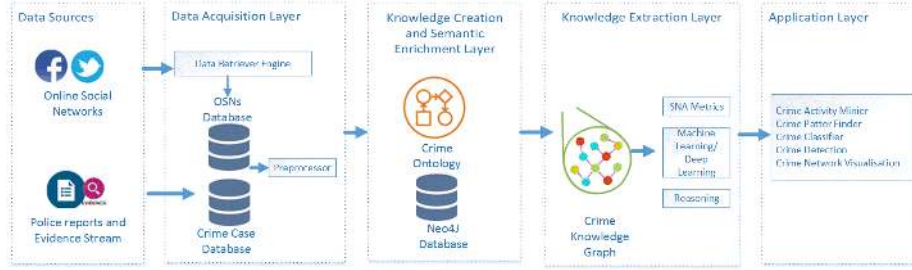 Data Sources
Online Social
Networks
Police reports and
Evidence Stream
Data Acquisition Layer
Data Retriever Engine
OSNs
Database
Preprocessor
Crime Case
Database
Knowledge Creation
and Semantic
Enrichment Layer
Crime
Ontology
Neo4J
Database
Knowledge Extraction Layer
SNA Metrics
Machine
Learning/
Deep
Learning
Reasoning
Crime
Knowledge
Graph
Application Layer
Crime Activity Minier
Crime Patter Finder
Crime Classifier
Crime Detection
Crime Network Visualisation